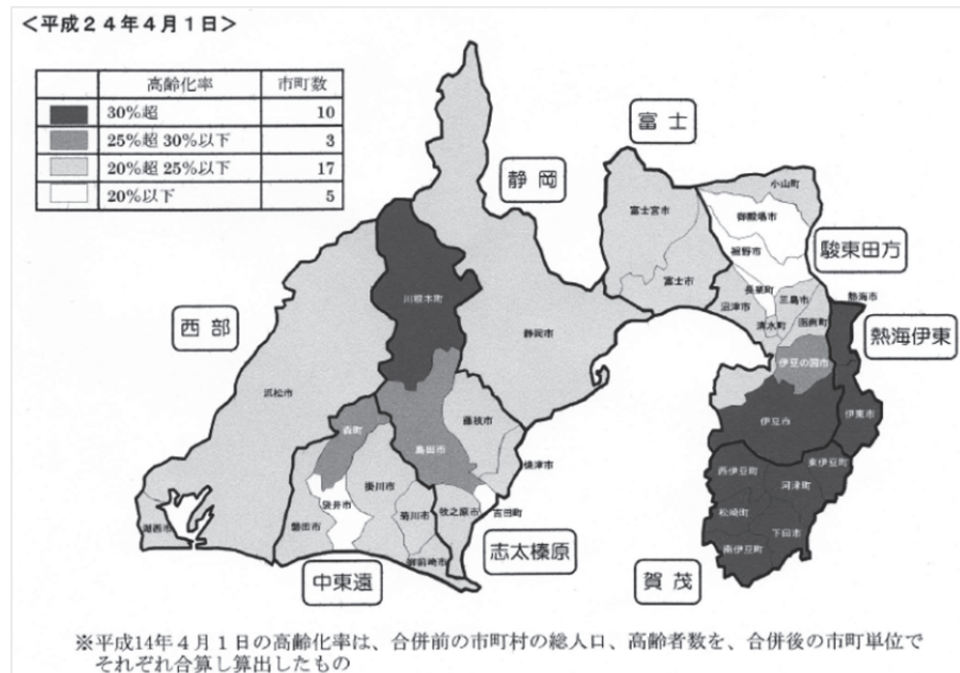 ＜平成２４年４月１日＞
高齢化率 市町数
30％超 10
25％超 30％以下 3
20％超 25％以下 17
20％以下 5
富士
静岡
小山町
富士宮市
御殿場市
裾野市
駿東田方
富士市
長泉町
三島市
熱海市
沼津市
清水町
函南町
川根本町
西部
静岡市
熱海伊東
伊豆の国市
浜松市
伊豆市
伊東市
藤枝市
森町
島田市
焼津市
西伊豆町
東伊豆町
河津町
掛川市
袋井市
菊川市
牧之原市
吉田町
松崎町
磐田市
湖西市
下田市
南伊豆町
御前崎市
志太榛原
中東遠
賀茂
※平成14年４月１日の高齢化率は、合併前の市町村の総人口、高齢者数を、合併後の市町単位で
それぞれ合算し算出したもの